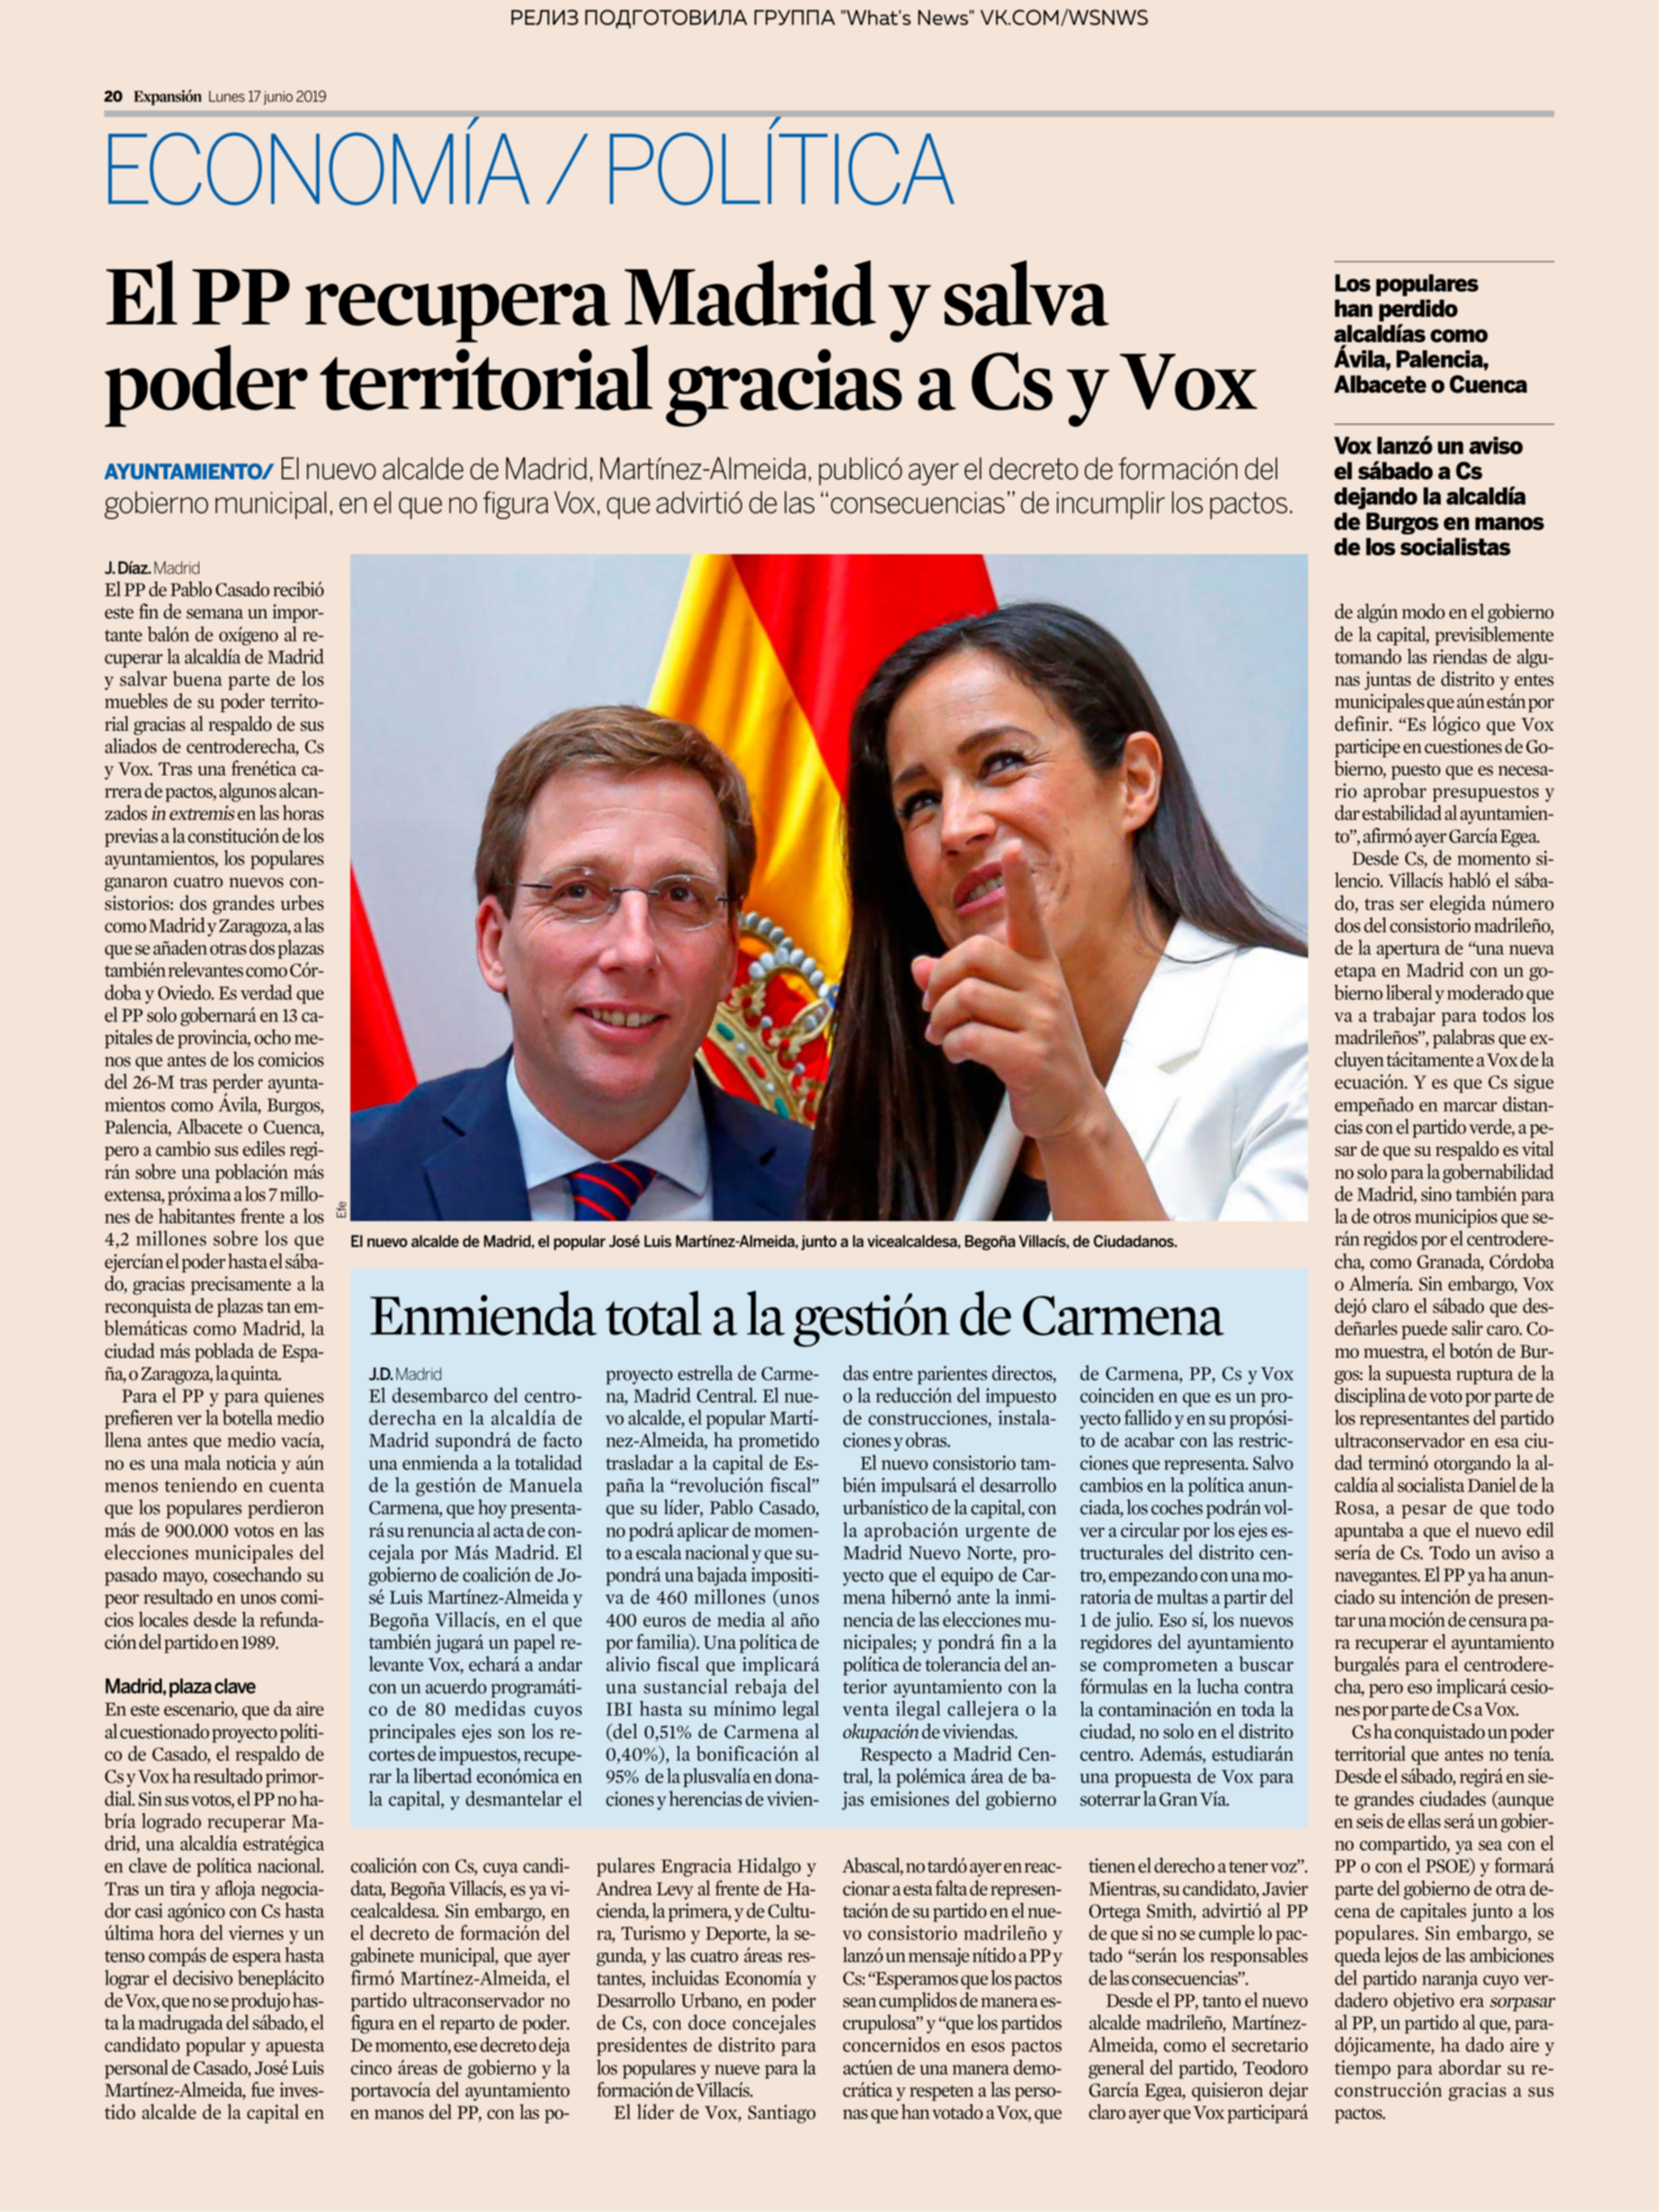 РЕЛИЗ ПОДГОТОВИЛА ГРУППА "What's News" VK.COM/WSNWS
20 Expansión Lunes 17 junio 2019
ECONOMÍA / POLÍTICA
El PP recupera Madrid y salva
poder territorial gracias a Cs y Vox
AYUNTAMIENTO/ El nuevo alcalde de Madrid, Martínez-Almeida, publicó ayer el decreto de formación del
gobierno municipal, en el que no figura Vox, que advirtió de las “consecuencias” de incumplir los pactos.
Los populares
han perdido
alcaldías como
Ávila, Palencia,
Albacete o Cuenca
Vox lanzó un aviso
el sábado a Cs
dejando la alcaldía
de Burgos en manos
de los socialistas
J. Díaz. Madrid
El PP de Pablo Casado recibió
este fin de semana un impor-
tante balón de oxígeno al re-
cuperar la alcaldía de Madrid
y salvar buena parte de los
muebles de su poder territo-
rial gracias al respaldo de sus
aliados de centroderecha, Cs
y Vox. Tras una frenética ca-
rrera de pactos, algunos alcan-
zados in extremis en las horas
previas a la constitución de los
ayuntamientos, los populares
ganaron cuatro nuevos con-
sistorios: dos grandes urbes
como Madrid y Zaragoza, a las
que se añaden otras dos plazas
también relevantes como Cór-
doba y Oviedo. Es verdad que
el PP solo gobernará en 13 ca-
pitales de provincia, ocho me-
nos que antes de los comicios
del 26-M tras perder ayunta-
mientos como Ávila, Burgos,
Palencia, Albacete o Cuenca,
pero a cambio sus ediles regi-
rán sobre una población más
extensa, próxima a los 7 millo-
nes de habitantes frente a los
4,2 millones sobre los que
ejercían el poder hasta el sába-
do, gracias precisamente a la
reconquista de plazas tan em-
blemáticas como Madrid, la
ciudad más poblada de Espa-
ña, o Zaragoza, la quinta.
Para el PP y para quienes
prefieren ver la botella medio
llena antes que medio vacía,
no es una mala noticia y aún
menos teniendo en cuenta
que los populares perdieron
más de 900.000 votos en las
elecciones municipales del
pasado mayo, cosechando su
peor resultado en unos comi-
cios locales desde la refunda-
ción del partido en 1989.
Madrid, plaza clave
En este escenario, que da aire
al cuestionado proyecto políti-
co de Casado, el respaldo de
Cs y Vox ha resultado primor-
dial. Sin sus votos, el PP no ha-
bría logrado recuperar Ma-
drid, una alcaldía estratégica
en clave de política nacional.
Tras un tira y afloja negocia-
dor casi agónico con Cs hasta
última hora del viernes y un
tenso compás de espera hasta
lograr el decisivo beneplácito
de Vox, que no se produjo has-
ta la madrugada del sábado, el
candidato popular y apuesta
personal de Casado, José Luis
Martínez-Almeida, fue inves-
tido alcalde de la capital en
Efe
El nuevo alcalde de Madrid, el popular José Luis Martínez-Almeida, junto a la vicealcaldesa, Begoña Villacís, de Ciudadanos.
Enmienda total a la gestión de Carmena
J.D. Madrid
El desembarco del centro-
derecha en la alcaldía de
Madrid supondrá de facto
una enmienda a la totalidad
de la gestión de Manuela
Carmena, que hoy presenta-
rá su renuncia al acta de con-
cejala por Más Madrid. El
gobierno de coalición de Jo-
sé Luis Martínez-Almeida y
Begoña Villacís, en el que
también jugará un papel re-
levante Vox, echará a andar
con un acuerdo programáti-
co de 80 medidas cuyos
principales ejes son los re-
cortes de impuestos, recupe-
rar la libertad económica en
la capital, y desmantelar el
proyecto estrella de Carme-
na, Madrid Central. El nue-
vo alcalde, el popular Martí-
nez-Almeida, ha prometido
trasladar a la capital de Es-
paña la “revolución fiscal”
que su líder, Pablo Casado,
no podrá aplicar de momen-
to a escala nacional y que su-
pondrá una bajada impositi-
va de 460 millones (unos
400 euros de media al año
por familia). Una política de
alivio fiscal que implicará
una sustancial rebaja del
IBI hasta su mínimo legal
(del 0,51% de Carmena al
0,40%), la bonificación al
95% de la plusvalía en dona-
ciones y herencias de vivien-
das entre parientes directos,
o la reducción del impuesto
de construcciones, instala-
ciones y obras.
El nuevo consistorio tam-
bién impulsará el desarrollo
urbanístico de la capital, con
la aprobación urgente de
Madrid Nuevo Norte, pro-
yecto que el equipo de Car-
mena hibernó ante la inmi-
nencia de las elecciones mu-
nicipales; y pondrá fin a la
política de tolerancia del an-
terior ayuntamiento con la
venta ilegal callejera o la
okupación de viviendas.
Respecto a Madrid Cen-
tral, la polémica área de ba-
jas emisiones del gobierno
de Carmena, PP, Cs y Vox
coinciden en que es un pro-
yecto fallido y en su propósi-
to de acabar con las restric-
ciones que representa. Salvo
cambios en la política anun-
ciada, los coches podrán vol-
ver a circular por los ejes es-
tructurales del distrito cen-
tro, empezando con una mo-
ratoria de multas a partir del
1 de julio. Eso sí, los nuevos
regidores del ayuntamiento
se comprometen a buscar
fórmulas en la lucha contra
la contaminación en toda la
ciudad, no solo en el distrito
centro. Además, estudiarán
una propuesta de Vox para
soterrar la Gran Vía.
coalición con Cs, cuya candi-
data, Begoña Villacís, es ya vi-
cealcaldesa. Sin embargo, en
el decreto de formación del
gabinete municipal, que ayer
firmó Martínez-Almeida, el
partido ultraconservador no
figura en el reparto de poder.
De momento, ese decreto deja
cinco áreas de gobierno y la
portavocía del ayuntamiento
en manos del PP, con las po-
pulares Engracia Hidalgo y
Andrea Levy al frente de Ha-
cienda, la primera, y de Cultu-
ra, Turismo y Deporte, la se-
gunda, y las cuatro áreas res-
tantes, incluidas Economía y
Desarrollo Urbano, en poder
de Cs, con doce concejales
presidentes de distrito para
los populares y nueve para la
formación de Villacís.
El líder de Vox, Santiago
Abascal, no tardó ayer en reac-
cionar a esta falta de represen-
tación de su partido en el nue-
vo consistorio madrileño y
lanzó un mensaje nítido a PP y
Cs: “Esperamos que los pactos
sean cumplidos de manera es-
crupulosa” y “que los partidos
concernidos en esos pactos
actúen de una manera demo-
crática y respeten a las perso-
nas que han votado a Vox, que
tienen el derecho a tener voz”.
Mientras, su candidato, Javier
Ortega Smith, advirtió al PP
de que si no se cumple lo pac-
tado “serán los responsables
de las consecuencias”.
Desde el PP, tanto el nuevo
alcalde madrileño, Martínez-
Almeida, como el secretario
general del partido, Teodoro
García Egea, quisieron dejar
claro ayer que Vox participará
de algún modo en el gobierno
de la capital, previsiblemente
tomando las riendas de algu-
nas juntas de distrito y entes
municipales que aún están por
definir. “Es lógico que Vox
participe en cuestiones de Go-
bierno, puesto que es necesa-
rio aprobar presupuestos y
dar estabilidad al ayuntamien-
to”, afirmó ayer García Egea.
Desde Cs, de momento si-
lencio. Villacís habló el sába-
do, tras ser elegida número
dos del consistorio madrileño,
de la apertura de “una nueva
etapa en Madrid con un go-
bierno liberal y moderado que
va a trabajar para todos los
madrileños”, palabras que ex-
cluyen tácitamente a Vox de la
ecuación. Y es que Cs sigue
empeñado en marcar distan-
cias con el partido verde, a pe-
sar de que su respaldo es vital
no solo para la gobernabilidad
de Madrid, sino también para
la de otros municipios que se-
rán regidos por el centrodere-
cha, como Granada, Córdoba
o Almería. Sin embargo, Vox
dejó claro el sábado que des-
deñarles puede salir caro. Co-
mo muestra, el botón de Bur-
gos: la supuesta ruptura de la
disciplina de voto por parte de
los representantes del partido
ultraconservador en esa ciu-
dad terminó otorgando la al-
caldía al socialista Daniel de la
Rosa, a pesar de que todo
apuntaba a que el nuevo edil
sería de Cs. Todo un aviso a
navegantes. El PP ya ha anun-
ciado su intención de presen-
tar una moción de censura pa-
ra recuperar el ayuntamiento
burgalés para el centrodere-
cha, pero eso implicará cesio-
nes por parte de Cs a Vox.
Cs ha conquistado un poder
territorial que antes no tenía.
Desde el sábado, regirá en sie-
te grandes ciudades (aunque
en seis de ellas será un gobier-
no compartido, ya sea con el
PP o con el PSOE) y formará
parte del gobierno de otra de-
cena de capitales junto a los
populares. Sin embargo, se
queda lejos de las ambiciones
del partido naranja cuyo ver-
dadero objetivo era sorpasar
al PP, un partido al que, para-
dójicamente, ha dado aire y
tiempo para abordar su re-
construcción gracias a sus
pactos.